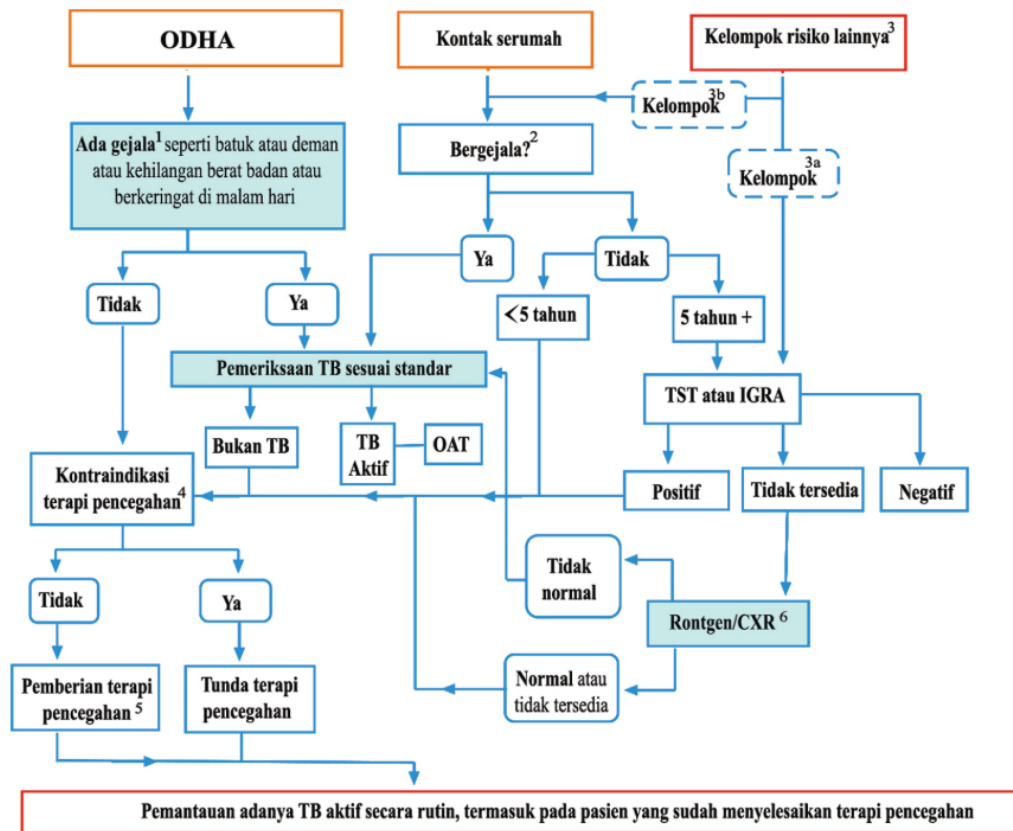 ODHA
Kontak serumah
Kelompok risiko lainnya3
Kelompok3b
Ada gejala1 seperti batuk atau deman
atau kehilangan berat badan atau
berkeringat di malam hari
Bergejala?2
Kelompok3a
Tidak
Ya
Ya
Tidak
<5 tahun
5 tahun +
Pemeriksaan TB sesuai standar
TST atau IGRA
Bukan TB
TB
Aktif
OAT
Kontraindikasi
terapi pencegahan4
Positif
Tidak tersedia
Negatif
Tidak
Ya
Tidak
normal
Rontgen/CXR 6
Pemberian terapi
pencegahan 5
Tunda terapi
pencegahan
Normal atau
tidak tersedia
Pemantauan adanya TB aktif secara rutin, termasuk pada pasien yang sudah menyelesaikan terapi pencegahan